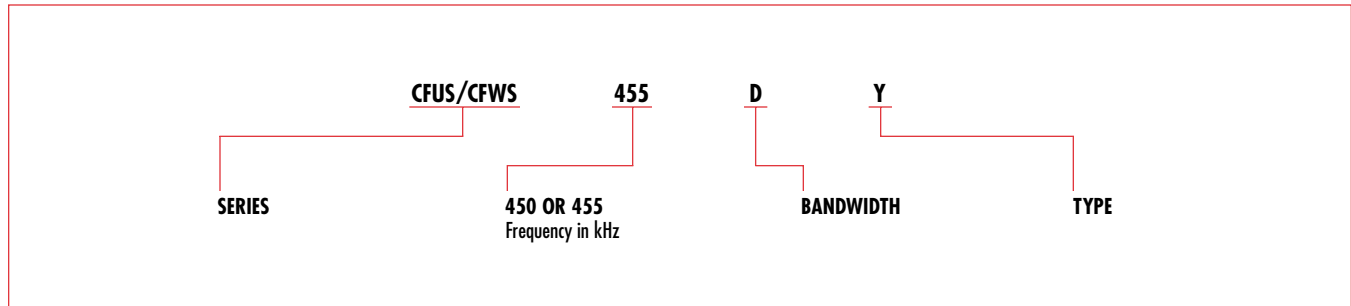 CFUS/CFWS 455 D Y
SERIES 450 OR 455 BANDWIDTH TYPE
Frequency in kHz